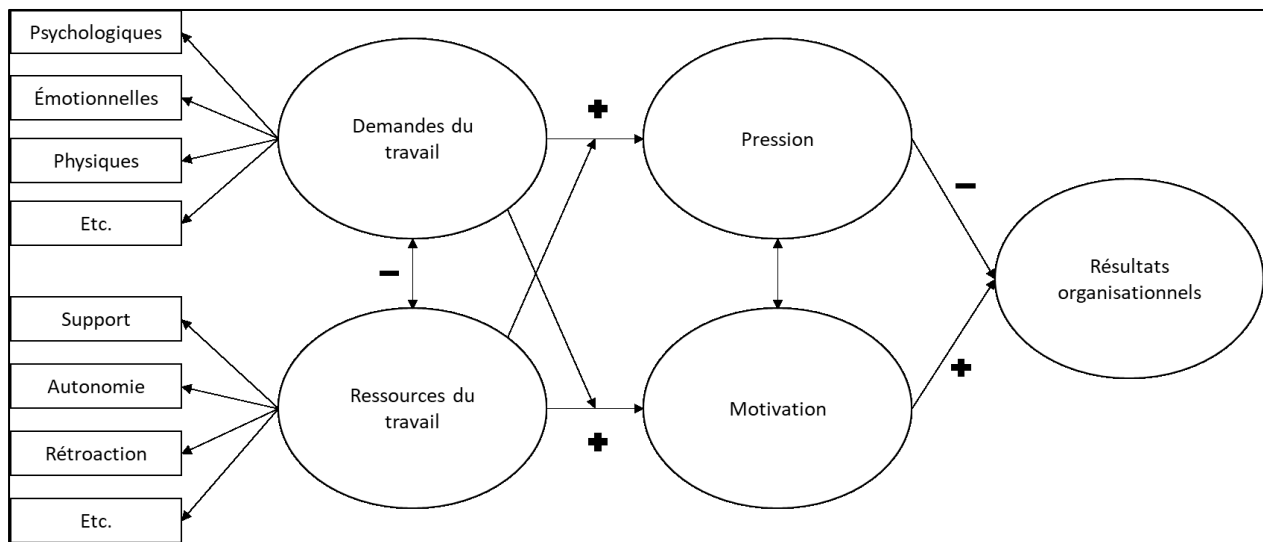 Psychologiques
Émotionnelles
Physiques
Etc.
Support
Autonomie
Rétroaction
Etc.
Demandes du
travail
Ressources du
travail
+
−
+
Pression
Motivation
−
+
Résultats
organisationnels